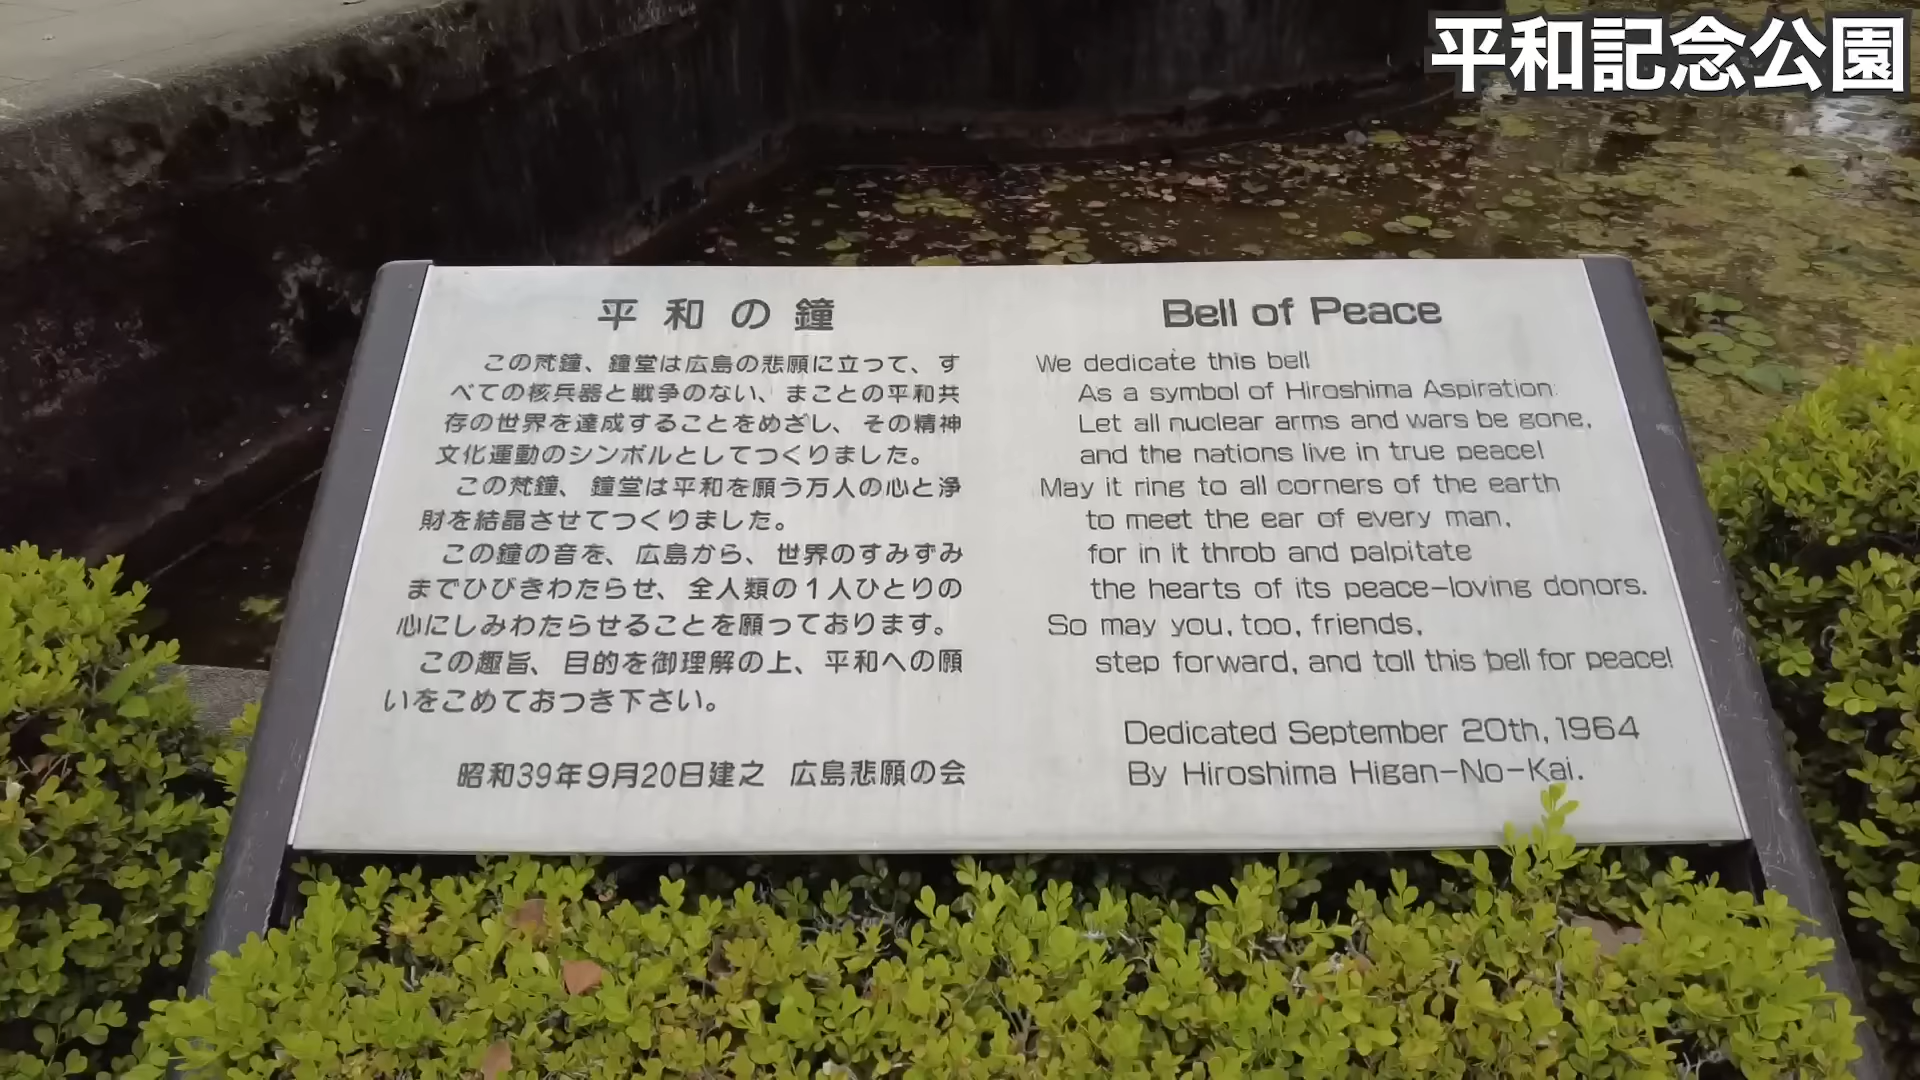 平和記念公園
平和の鐘
この梵鐘、鐘堂は広島の悲願に立って、す
べての核兵器と戦争のない、まことの平和共
存の世界を達成することをめざし、その精神
文化運動のシンボルとしてつくりました。
この梵鐘、鐘堂は平和を願う万人の心と浄
財を結晶させてつくりました。
この鐘の音を、広島から、世界のすみずみ
までひびきわたらせ、全人類の1人ひとりの
心にしみわたらせることを願っております。
この趣旨、目的を御理解の上、平和への願
いをこめておつき下さい。
昭和39年9月20日建之 広島悲願の会
Bell of Peace
We dedicate this bell
As a symbol of Hiroshima Aspiration:
Let all nuclear arms and wars be gone,
and the nations live in true peace!
May it ring to all corners of the earth
to meet the ear of every man,
for in it throb and palpitate
the hearts of its peace-loving donors.
So may you, too, friends,
step forward, and toll this bell for peace!
Dedicated September 20th, 1964
By Hiroshima Higan-No-Kai.